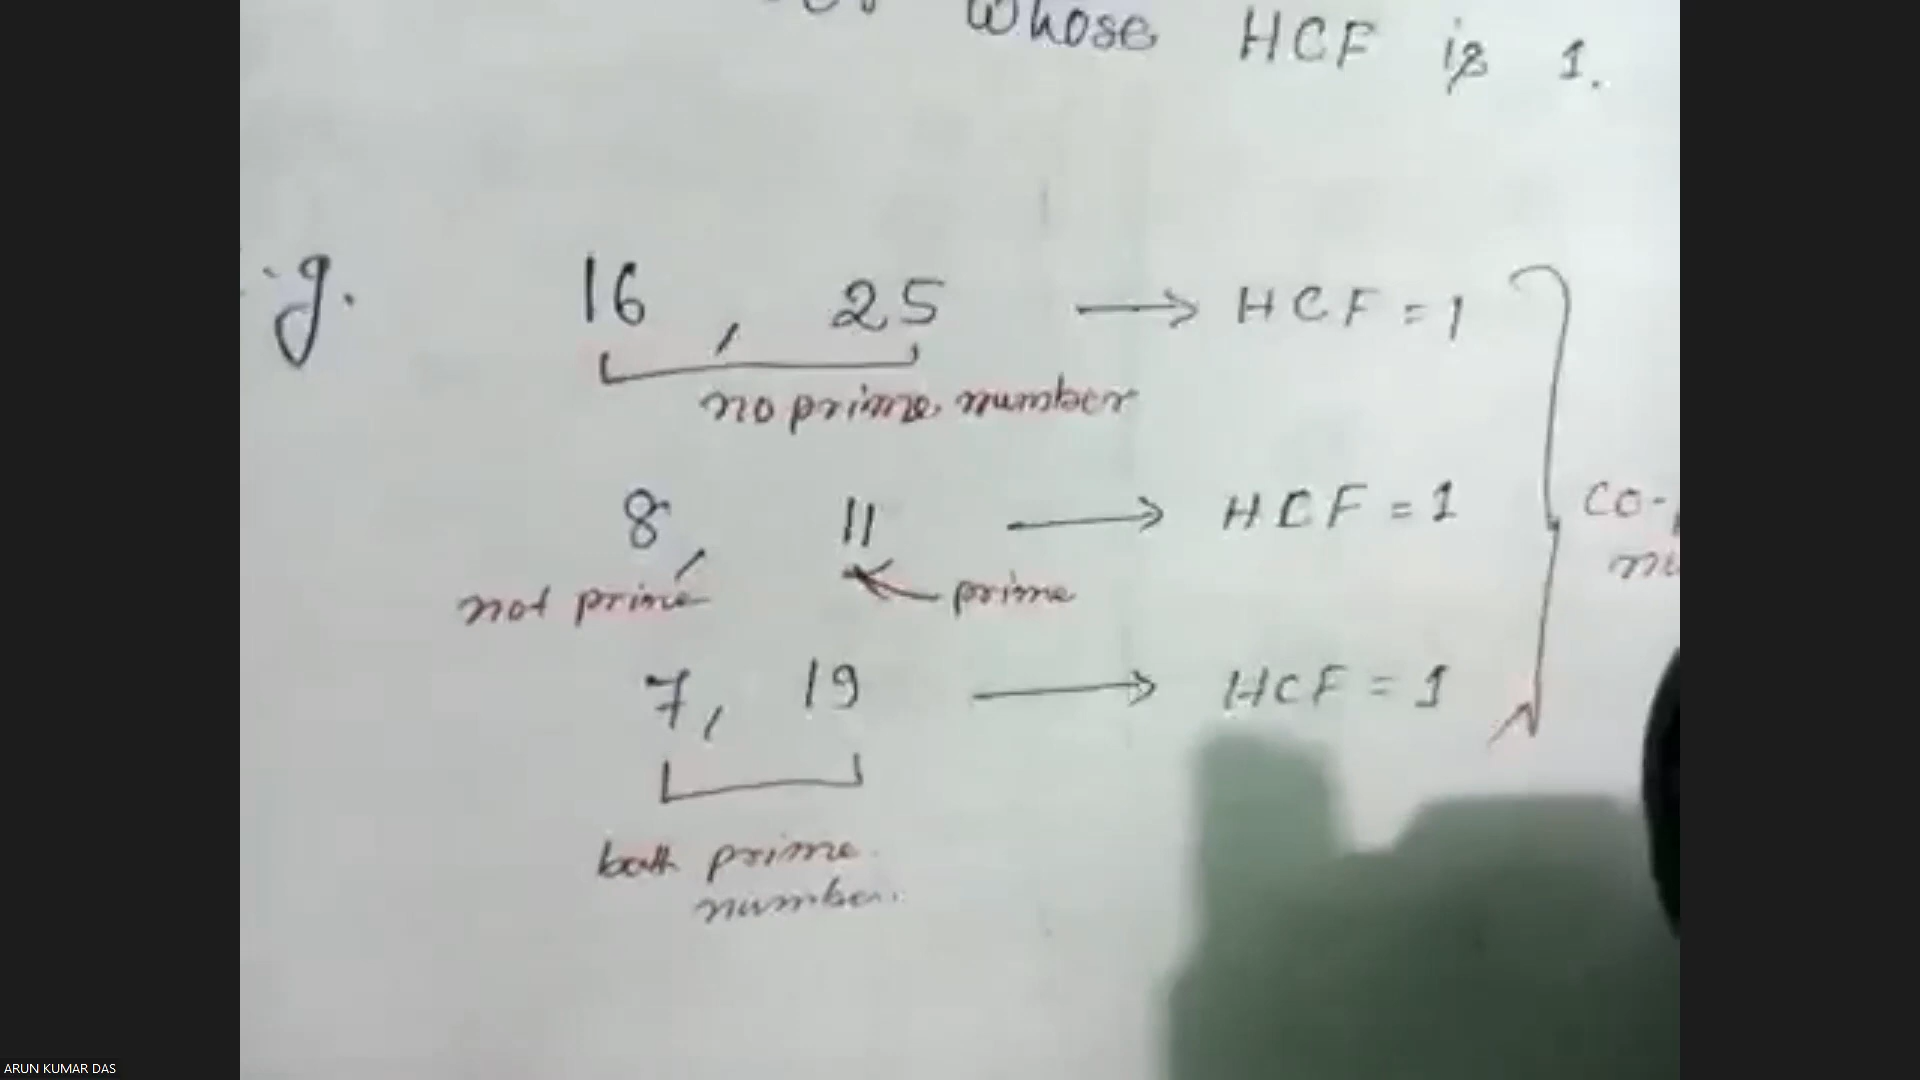 whose HCF is 1.
.g. 16, 25 → HCF = 1
no prime number
8, 11 → HCF = 1
co-
not prime prime
7, 19 → HCF = 1
both prime
number.
ARUN KUMAR DAS